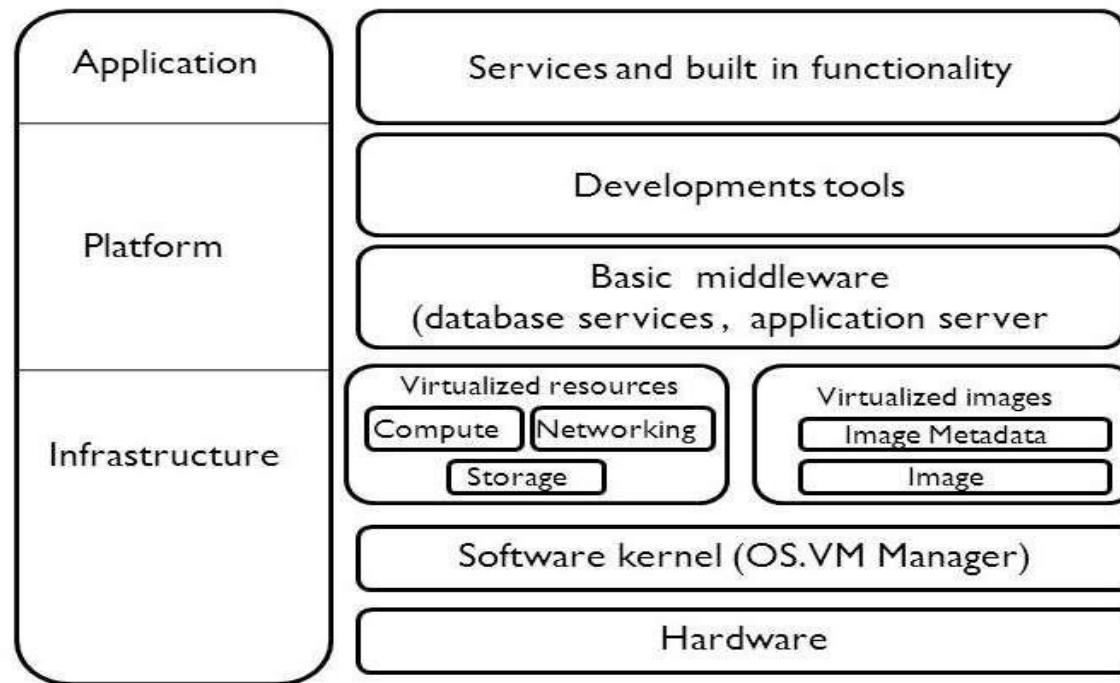 Application
Services and built in functionality
Developments tools
Platform
Basic middleware
(database services, application server
Infrastructure
Virtualized resources
Compute
Networking
Storage
Virtualized images
Image Metadata
Image
Software kernel (OS.VM Manager)
Hardware